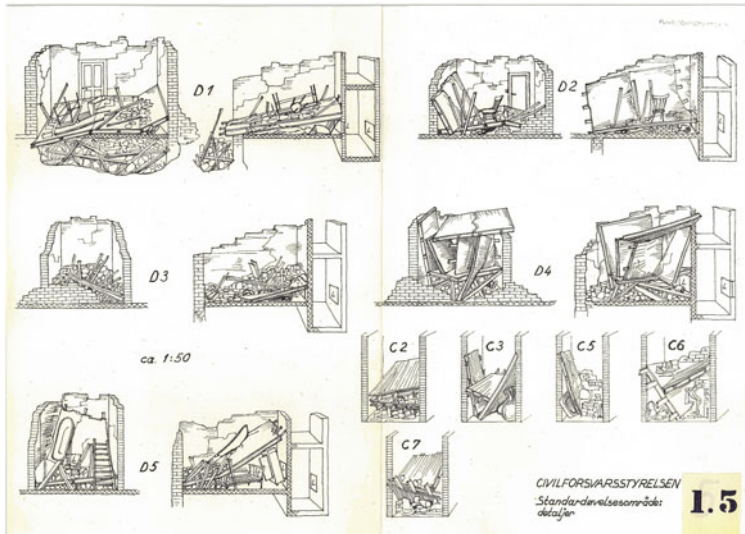 D1
D2
D3
D4
ca. 1:50
C2
C3
C5
C6
D5
C7
CIVILFORSVARSSTYRELSEN
Standardøvelsesområde:
detaljer
1.5